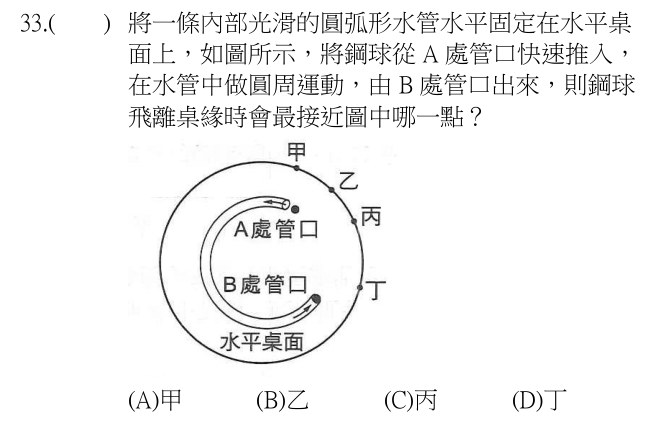 33.(　　) 將一條內部光滑的圓弧形水管水平固定在水平桌
面上，如圖所示，將鋼球從 A 處管口快速推入，
在水管中做圓周運動，由 B 處管口出來，則鋼球
飛離桌緣時會最接近圖中哪一點？
甲
乙
丙
A處管口
B處管口
丁
水平桌面
(A)甲　　(B)乙　　(C)丙　　(D)丁